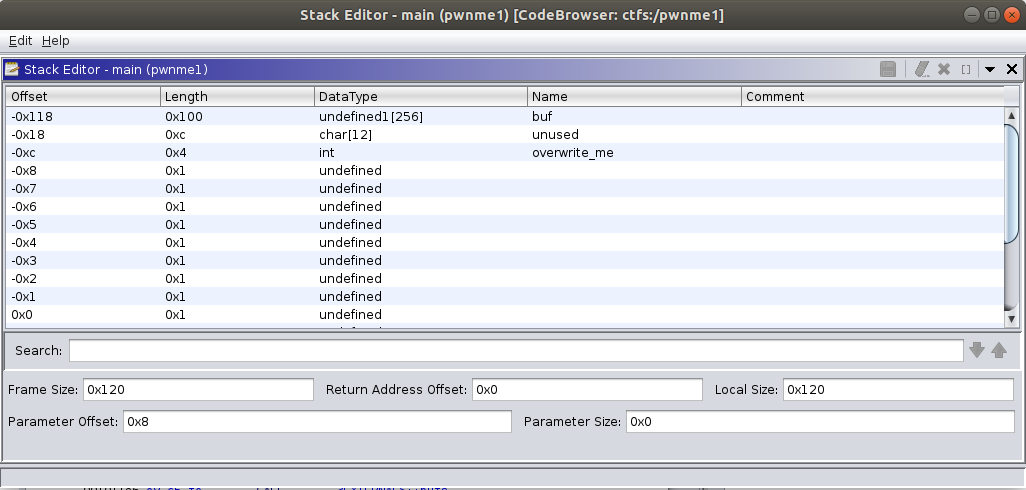 Stack Editor - main (pwnme1) [CodeBrowser: ctfs:/pwnme1]
Edit Help
Stack Editor - main (pwnme1)
Offset Length DataType Name Comment
-0x118 0x100 undefined1[256] buf
-0x18 0xc char[12] unused
-0xc 0x4 int overwrite_me
-0x8 0x1 undefined
-0x7 0x1 undefined
-0x6 0x1 undefined
-0x5 0x1 undefined
-0x4 0x1 undefined
-0x3 0x1 undefined
-0x2 0x1 undefined
-0x1 0x1 undefined
0x0 0x1 undefined
Search:
Frame Size: 0x120 Return Address Offset: 0x0 Local Size: 0x120
Parameter Offset: 0x8 Parameter Size: 0x0